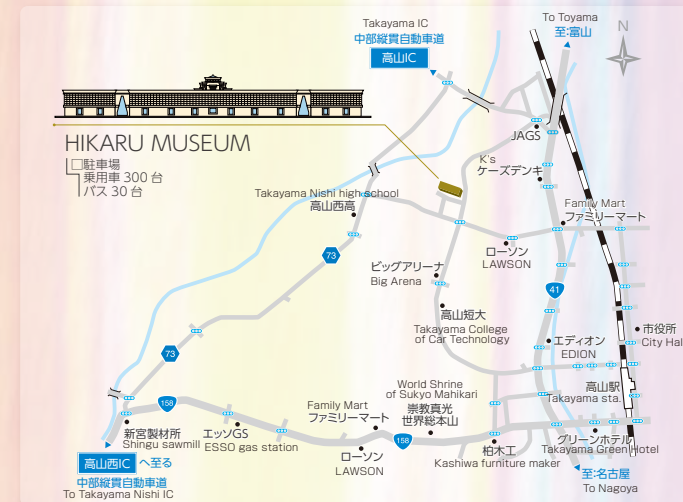 To Toyama
至:富山
N
Takayama IC
中部縦貫自動車道
高山IC
JAGS
HIKARU MUSEUM
□駐車場
乗用車 300 台
バス 30 台
K's
ケーズデンキ
Takayama Nishi high school
高山西高
Family Mart
ファミリーマート
ローソン
LAWSON
73
ビッグアリーナ
Big Arena
41
高山短大
Takayama College
of Car Technology
市役所
City Hal
エディオン
EDION
73
高山駅
Takayama sta.
World Shrine
of Sukyo Mahikari
崇教真光
世界総本山
158
Family Mart
ファミリーマート
新宮製材所
Shingu sawmill
エッソGS
ESSO gas station
158
グリーンホテル
Takayama Green Hotel
柏木工
Kashiwa furniture maker
ローソン
LAWSON
高山西IC へ至る
中部縦貫自動車道
To Takayama Nishi IC
至:名古屋
To Nagoya